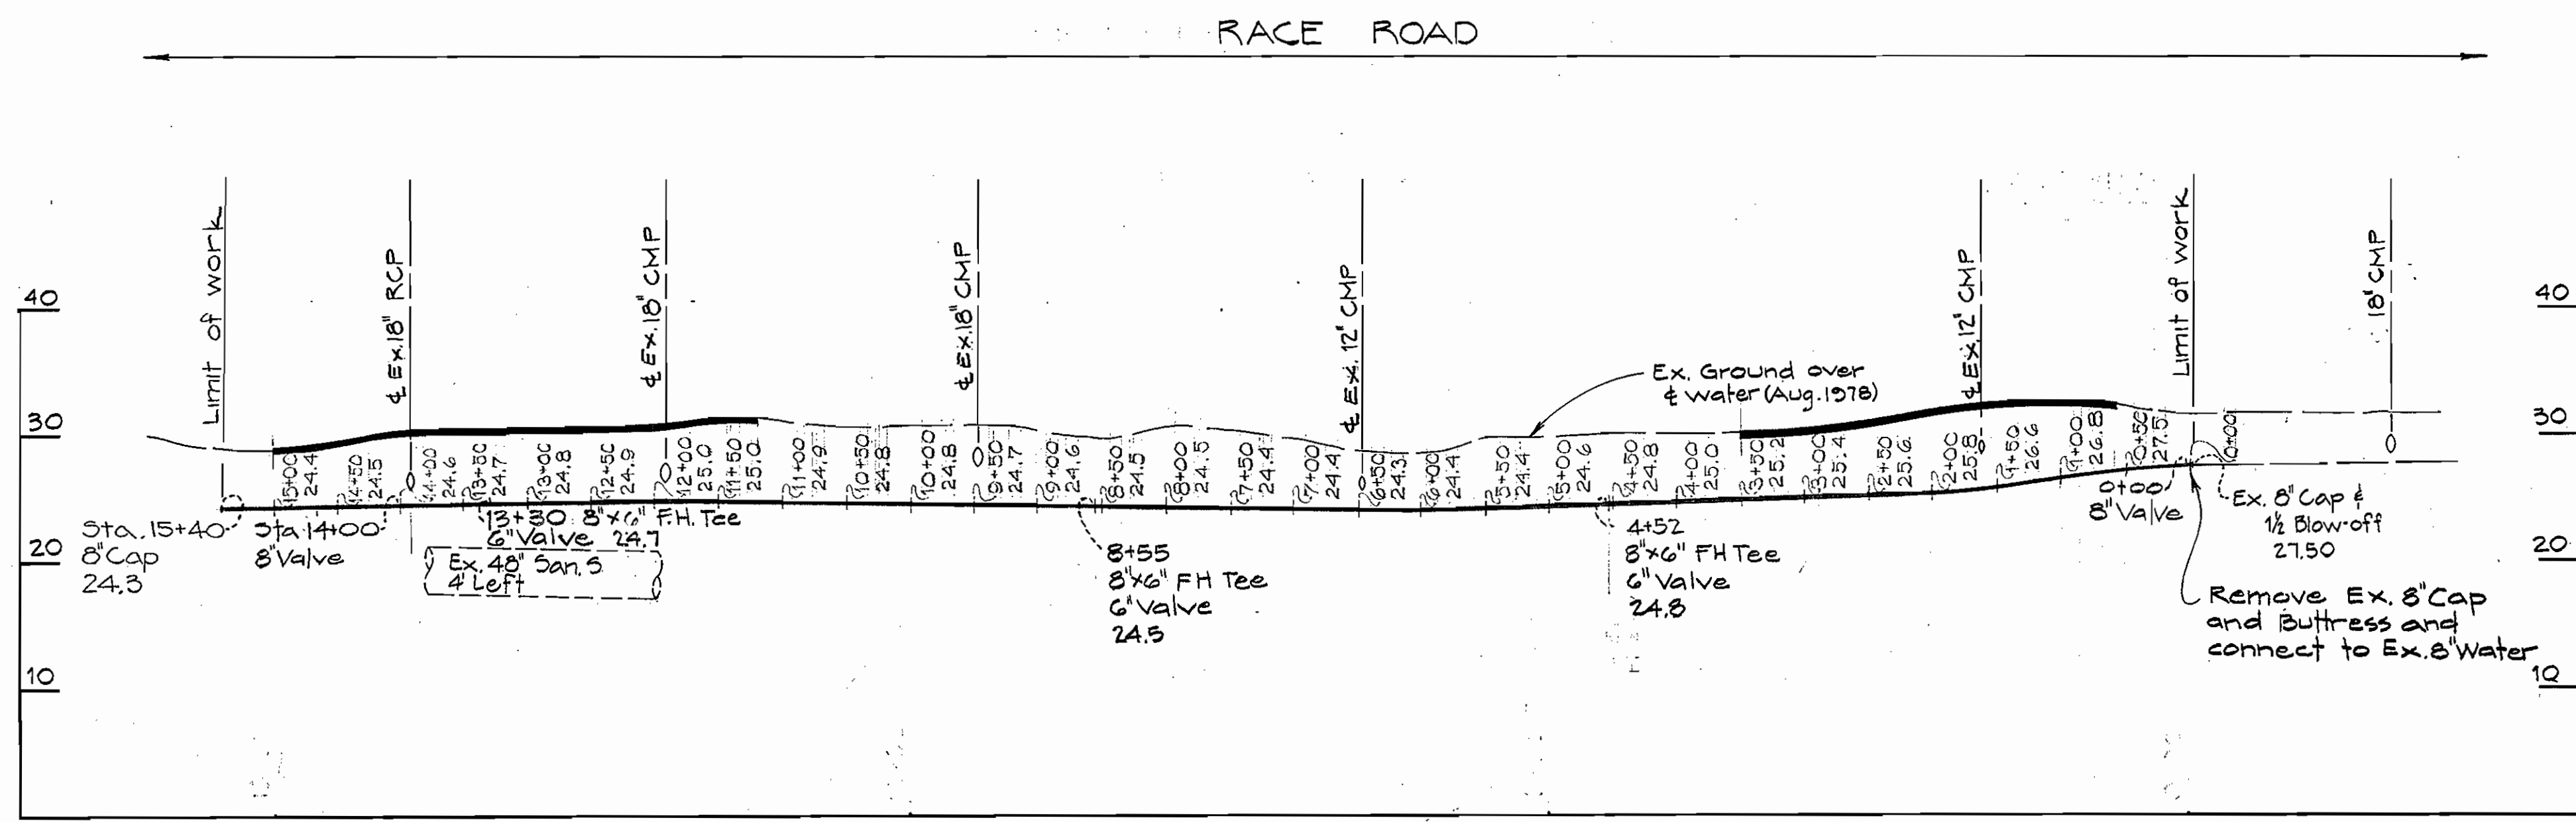 RACE ROAD
Limit of work
℄ Ex.18" RCP
℄ Ex.18" CMP
℄ Ex.18" CMP
℄ Ex. 12" CMP
℄ Ex.12" CMP
Limit of work
18" CMP
40
30
20
10
40
30
20
10
Ex. Ground over
℄ water (Aug. 1978)
15+00
24.4
14+50
24.5
14+00
24.6
13+50
24.7
13+00
24.8
12+50
24.9
12+00
25.0
11+50
25.0
11+00
24.9
10+50
24.8
10+00
24.8
9+50
24.7
9+00
24.6
8+50
24.5
8+00
24.5
7+50
24.4
7+00
24.4
6+50
24.3
6+00
24.4
5+50
24.4
5+00
24.6
4+50
24.8
4+00
25.0
3+50
25.2
3+00
25.4
2+50
25.6
2+00
25.8
1+50
26.6
1+00
26.8
0+50
27.5
0+00
Sta. 15+40
8" Cap
24.3
Sta 14+00
8" Valve
13+30 8"x6" F.H. Tee
6" Valve 24.7
Ex. 48" San. S
4' Left
8+55
8"x6" FH Tee
6" Valve
24.5
4+52
8"x6" FH Tee
6" Valve
24.8
0+00
8" Valve
Ex. 8" Cap &
1½ Blow-off
27.50
Remove Ex. 8" Cap
and Buttress and
connect to Ex. 8" Water